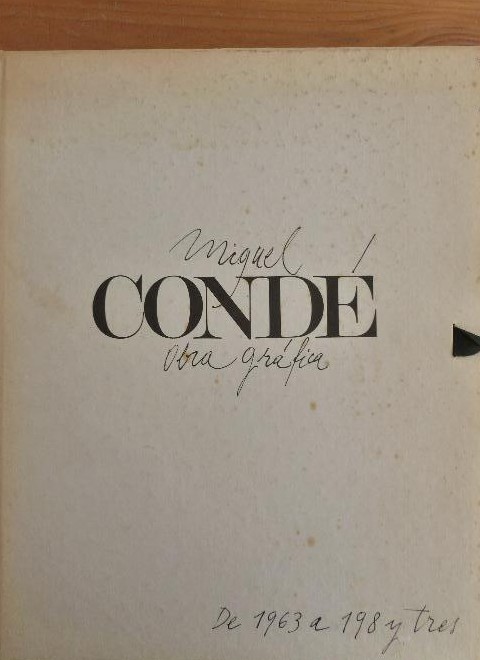 Miguel
CONDÉ
obra gráfica
De 1963 a 198 y tres